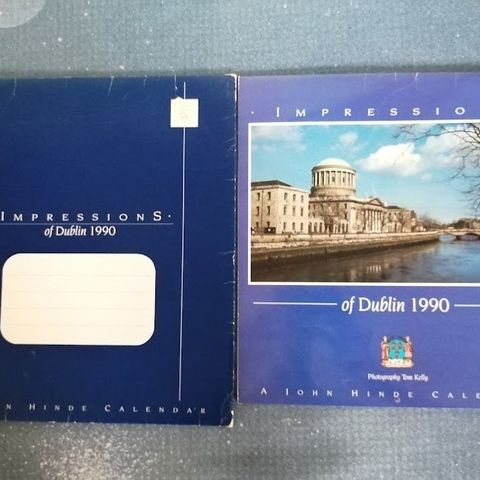 · IMPRESSIONS ·
of Dublin 1990
N HINDE CALENDAR
· IMPRESSIO
of Dublin 1990
Photography Tom Kelly
A JOHN HINDE CALE